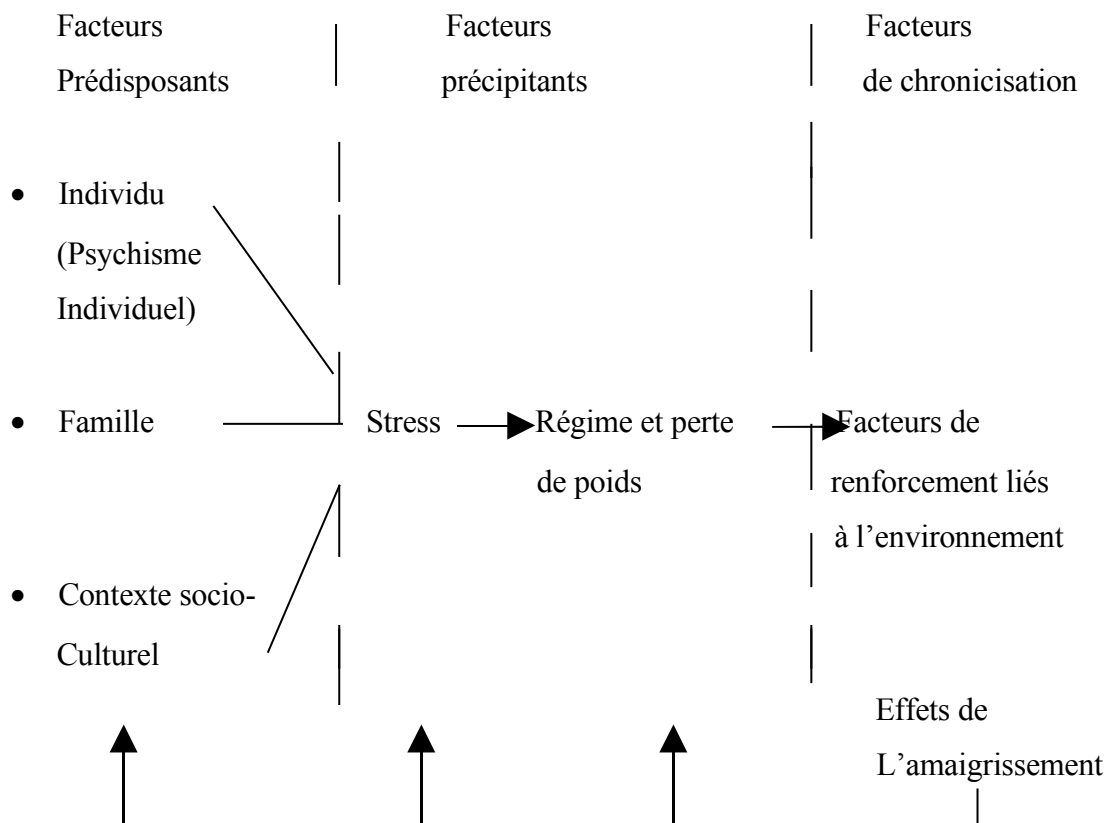 Facteurs
Prédisposants
Facteurs
précipitants
Facteurs
de chronicisation
• Individu
(Psychisme
Individuel)
• Famille
Stress
Régime et perte
de poids
Facteurs de
renforcement liés
à l’environnement
• Contexte socio-
Culturel
Effets de
L’amaigrissement